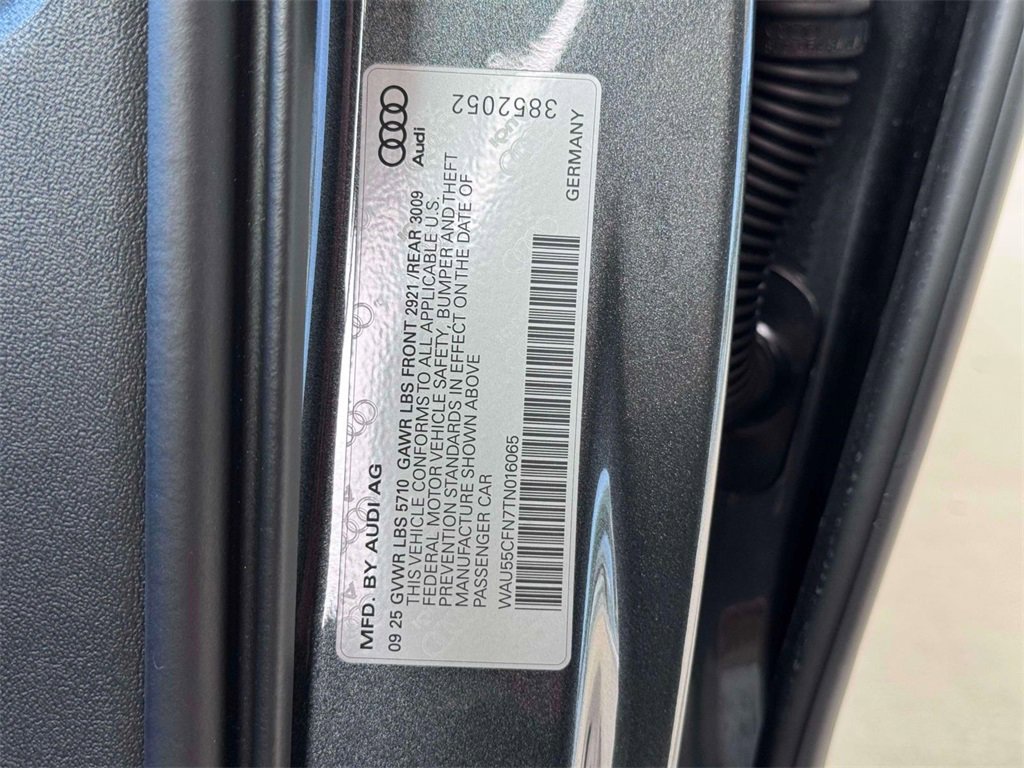 MFD. BY AUDI AG
Audi
09 25 GVWR LBS 5710 GAWR LBS FRONT 2921 /REAR 3009
THIS VEHICLE CONFORMS TO ALL APPLICABLE U.S.
FEDERAL MOTOR VEHICLE SAFETY, BUMPER AND THEFT
PREVENTION STANDARDS IN EFFECT ON THE DATE OF
MANUFACTURE SHOWN ABOVE
PASSENGER CAR
WAU55CFN7TN016065
3852052
GERMANY